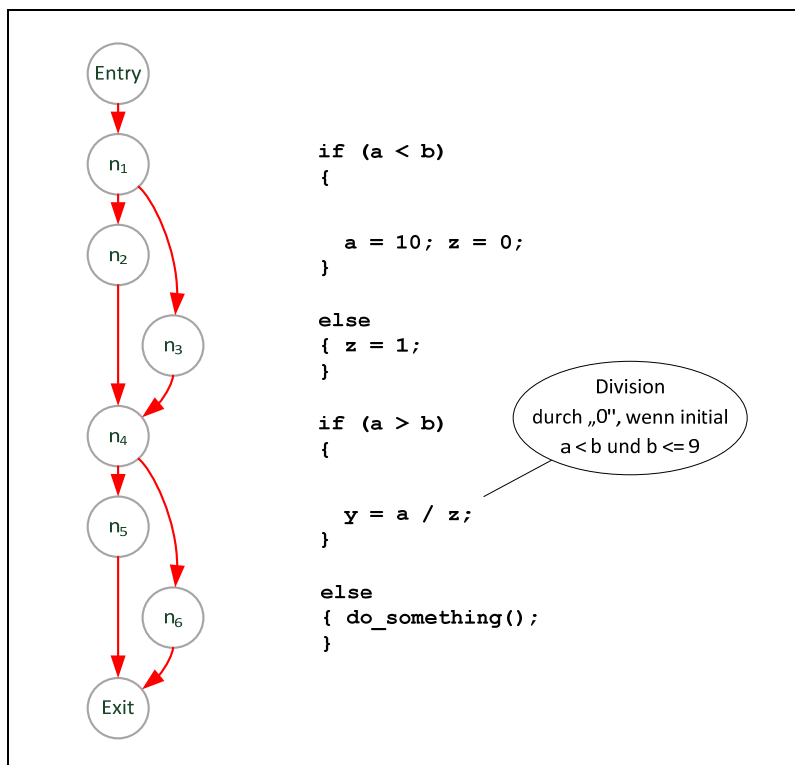 Entry
n1
if (a < b)
{
n2
a = 10; z = 0;
}
n3
else
{ z = 1;
}
n4
if (a > b)
{
Division
durch „0", wenn initial
a < b und b <= 9
n5
y = a / z;
}
n6
else
{ do_something();
}
Exit